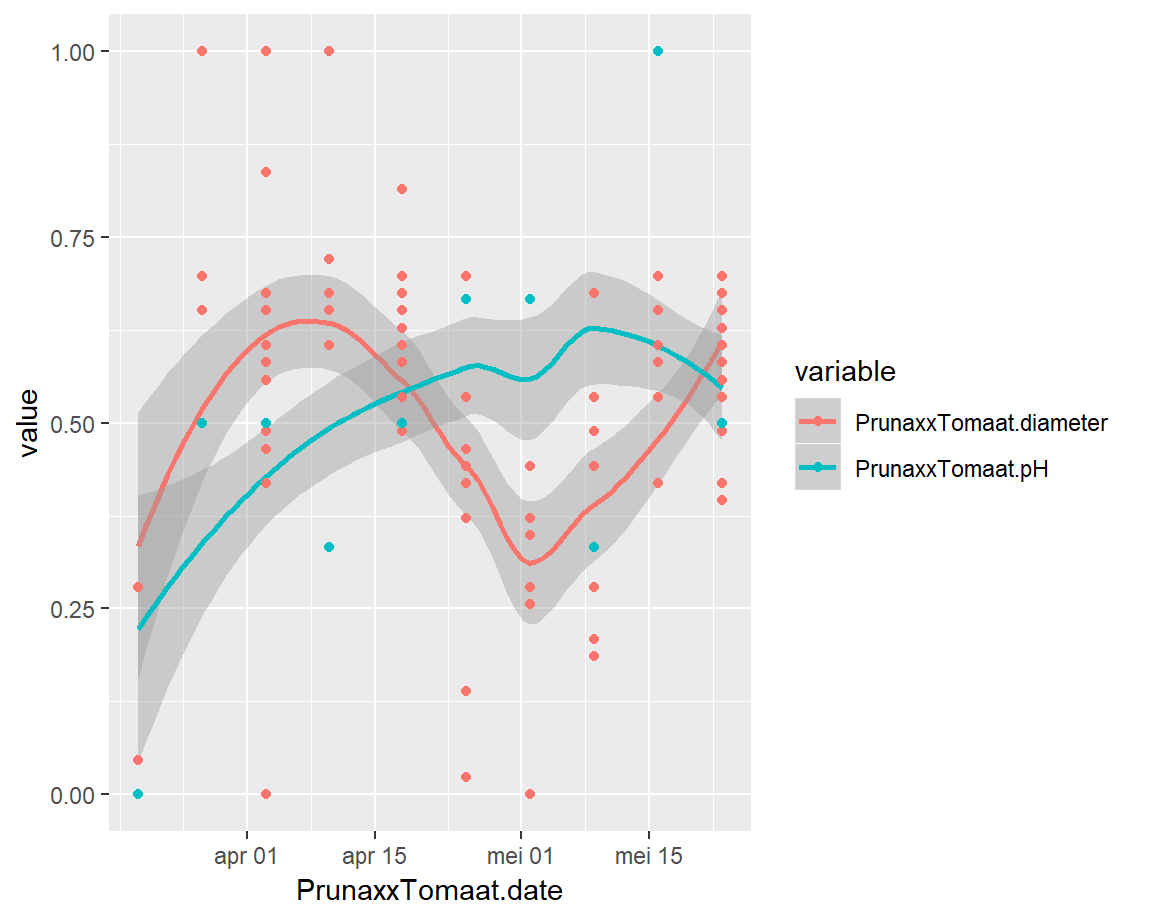 1.00
0.75
0.50
0.25
0.00
value
apr 01
apr 15
mei 01
mei 15
PrunaxxTomaat.date
variable
PrunaxxTomaat.diameter
PrunaxxTomaat.pH